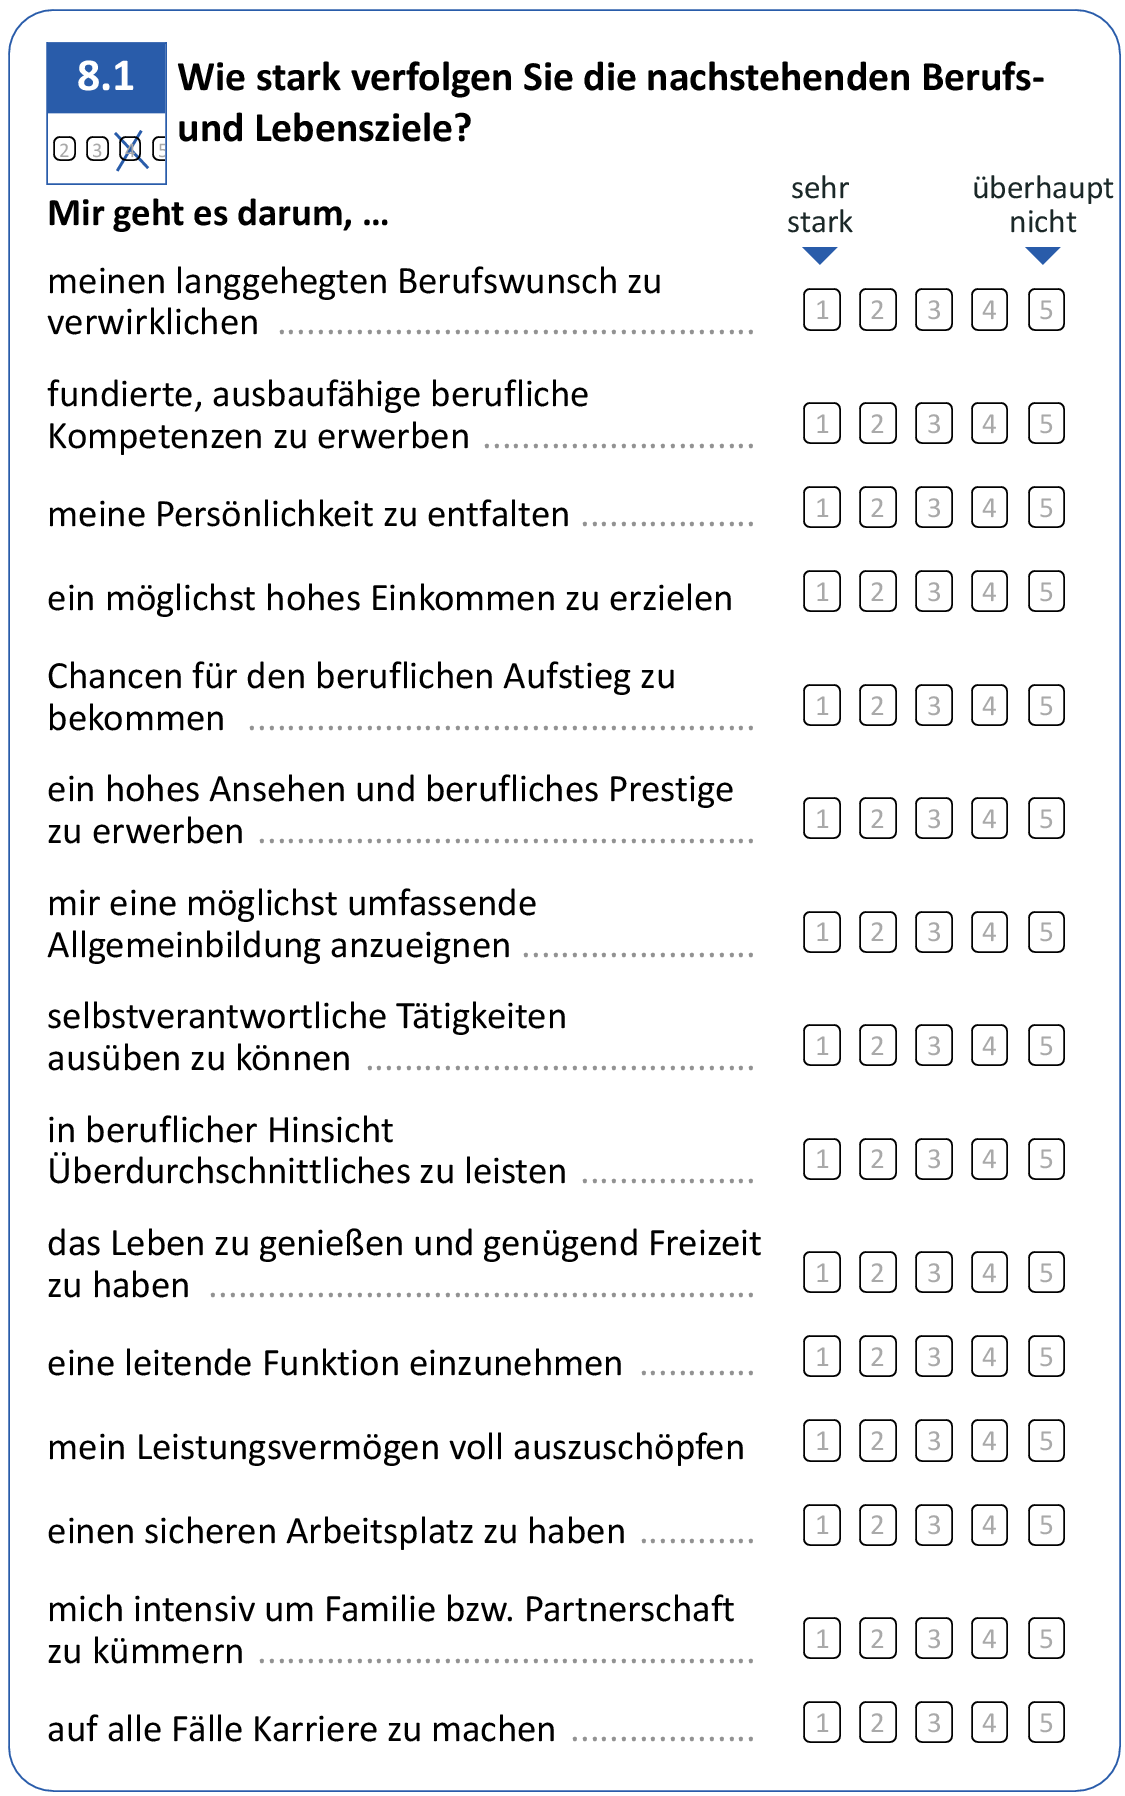 8.1
Wie stark verfolgen Sie die nachstehenden Berufs-
und Lebensziele?
2 3 4 5
sehr stark
überhaupt nicht
Mir geht es darum, ...
meinen langgehegten Berufswunsch zu
verwirklichen ................................................. 1 2 3 4 5
fundierte, ausbaufähige berufliche
Kompetenzen zu erwerben ............................ 1 2 3 4 5
meine Persönlichkeit zu entfalten .................. 1 2 3 4 5
ein möglichst hohes Einkommen zu erzielen 1 2 3 4 5
Chancen für den beruflichen Aufstieg zu
bekommen .................................................... 1 2 3 4 5
ein hohes Ansehen und berufliches Prestige
zu erwerben ................................................... 1 2 3 4 5
mir eine möglichst umfassende
Allgemeinbildung anzueignen ........................ 1 2 3 4 5
selbstverantwortliche Tätigkeiten
ausüben zu können ........................................ 1 2 3 4 5
in beruflicher Hinsicht
Überdurchschnittliches zu leisten .................. 1 2 3 4 5
das Leben zu genießen und genügend Freizeit
zu haben ........................................................ 1 2 3 4 5
eine leitende Funktion einzunehmen ............ 1 2 3 4 5
mein Leistungsvermögen voll auszuschöpfen 1 2 3 4 5
einen sicheren Arbeitsplatz zu haben ............ 1 2 3 4 5
mich intensiv um Familie bzw. Partnerschaft
zu kümmern ................................................... 1 2 3 4 5
auf alle Fälle Karriere zu machen ................... 1 2 3 4 5